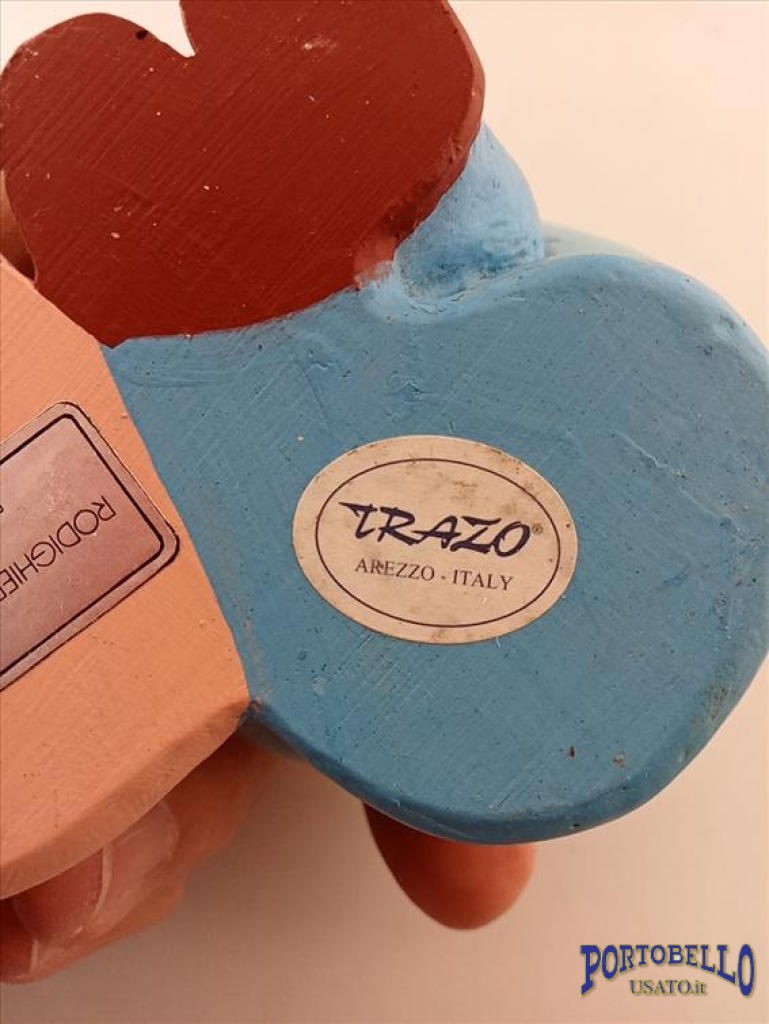 TRAZO®
AREZZO - ITALY
PORTOBELLO
USATO.it